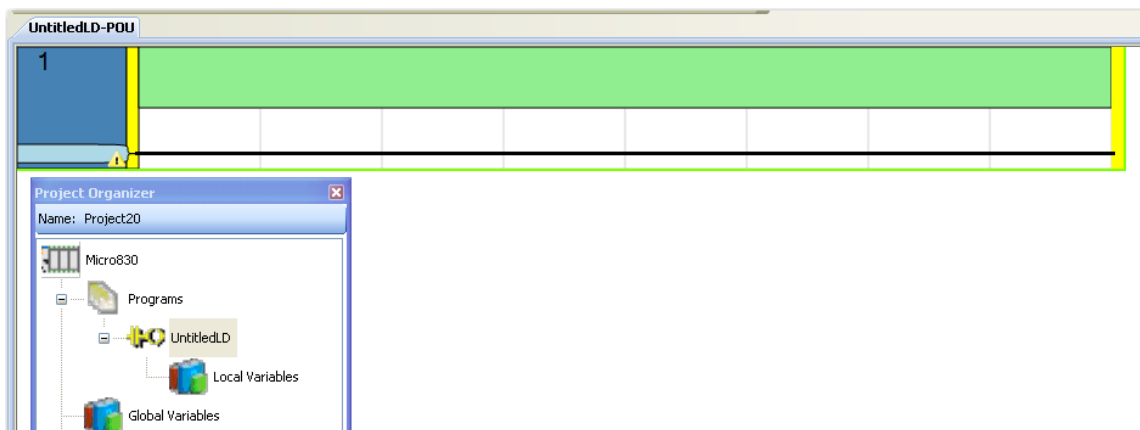 UntitledLD-POU
1
Project Organizer
Name: Project20
Micro830
Programs
UntitledLD
Local Variables
Global Variables